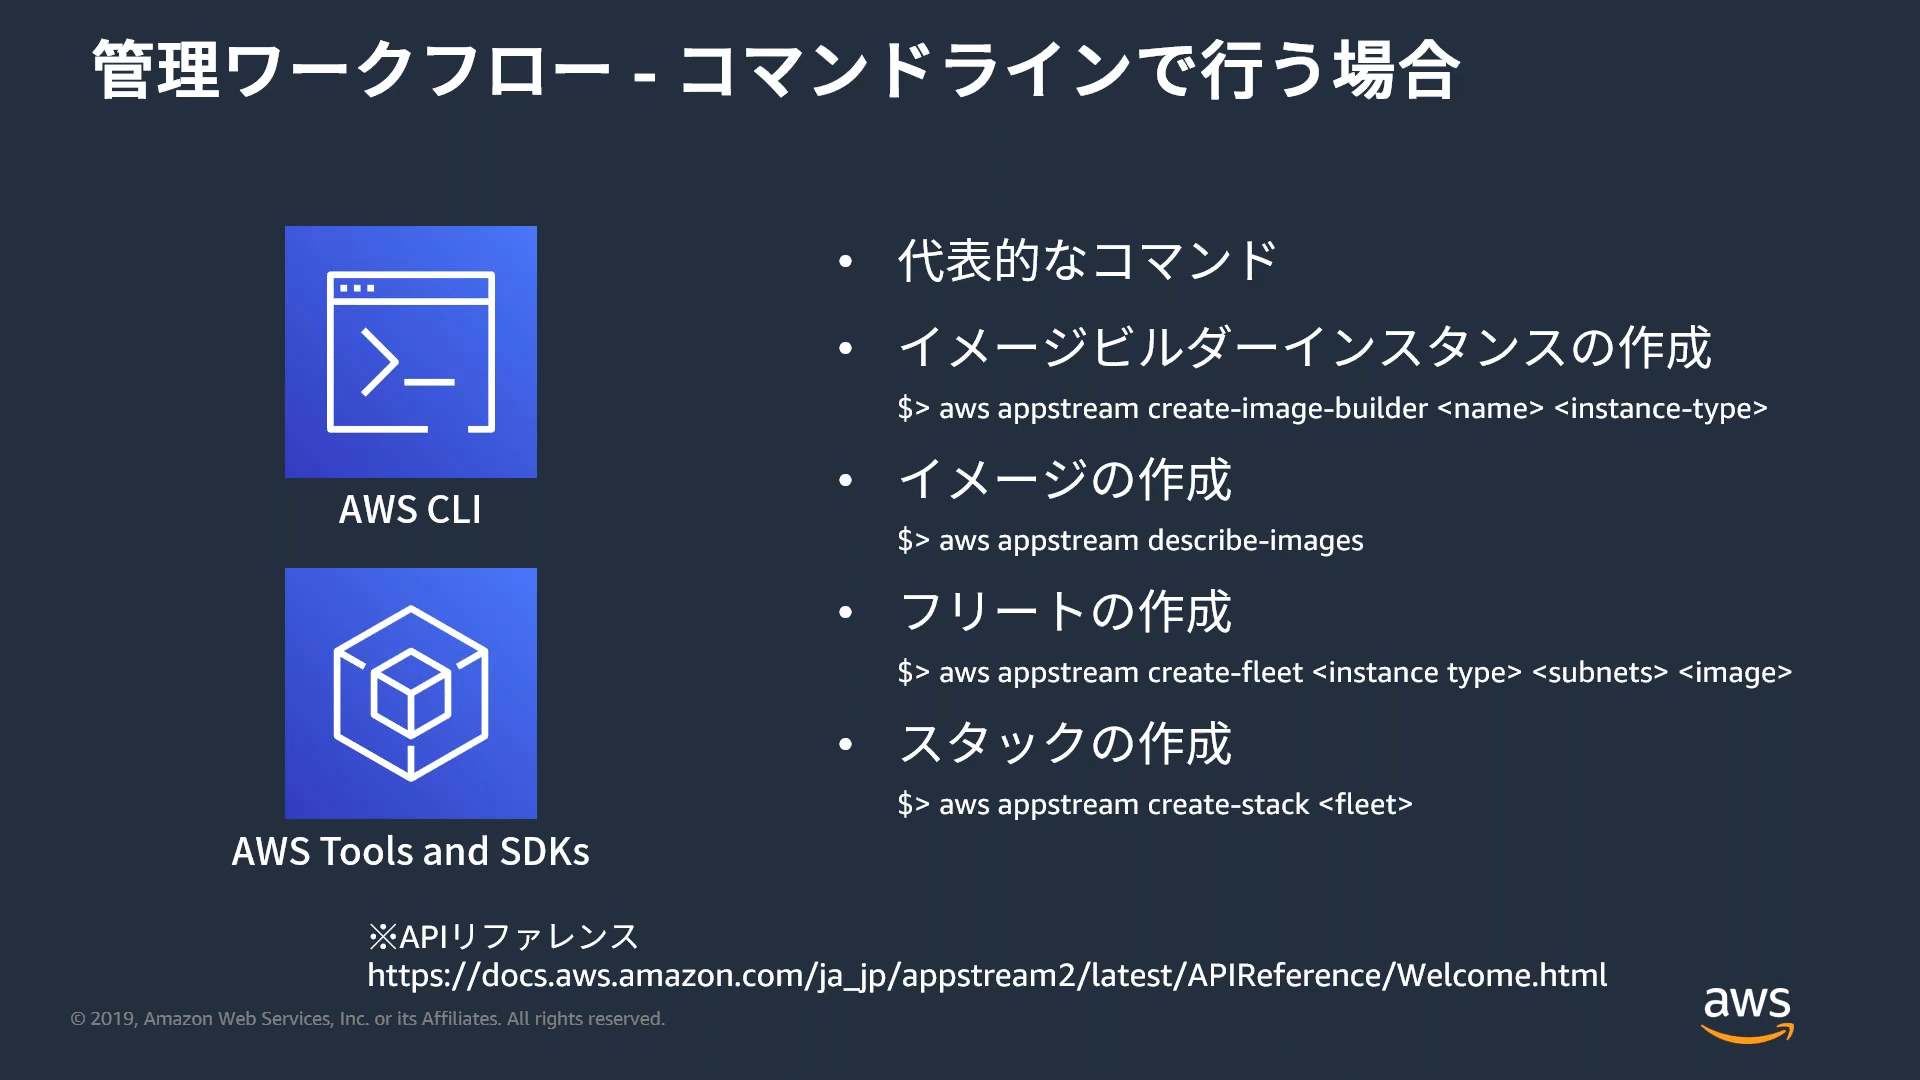 管理ワークフロー - コマンドラインで行う場合
AWS CLI
AWS Tools and SDKs
• 代表的なコマンド
• イメージビルダーインスタンスの作成
$> aws appstream create-image-builder <name> <instance-type>
• イメージの作成
$> aws appstream describe-images
• フリートの作成
$> aws appstream create-fleet <instance type> <subnets> <image>
• スタックの作成
$> aws appstream create-stack <fleet>
※APIリファレンス
https://docs.aws.amazon.com/ja_jp/appstream2/latest/APIReference/Welcome.html
© 2019, Amazon Web Services, Inc. or its Affiliates. All rights reserved.
aws